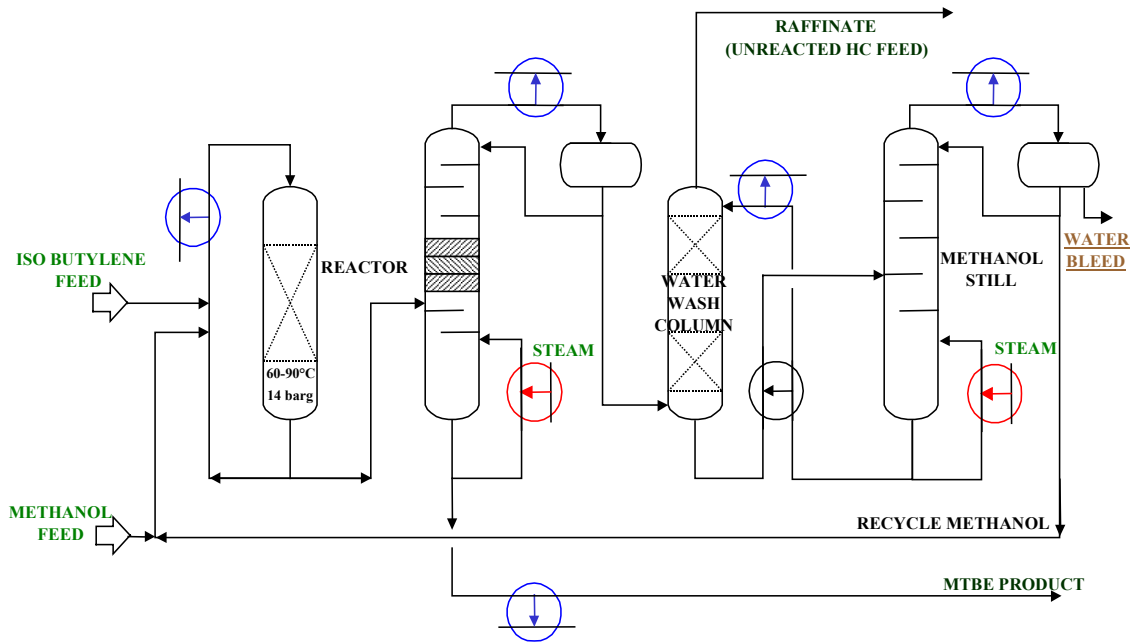 RAFFINATE
(UNREACTED HC FEED)
ISO BUTYLENE
FEED
REACTOR
60-90°C
14 barg
STEAM
WATER
WASH
COLUMN
METHANOL
STILL
WATER
BLEED
STEAM
METHANOL
FEED
RECYCLE METHANOL
MTBE PRODUCT